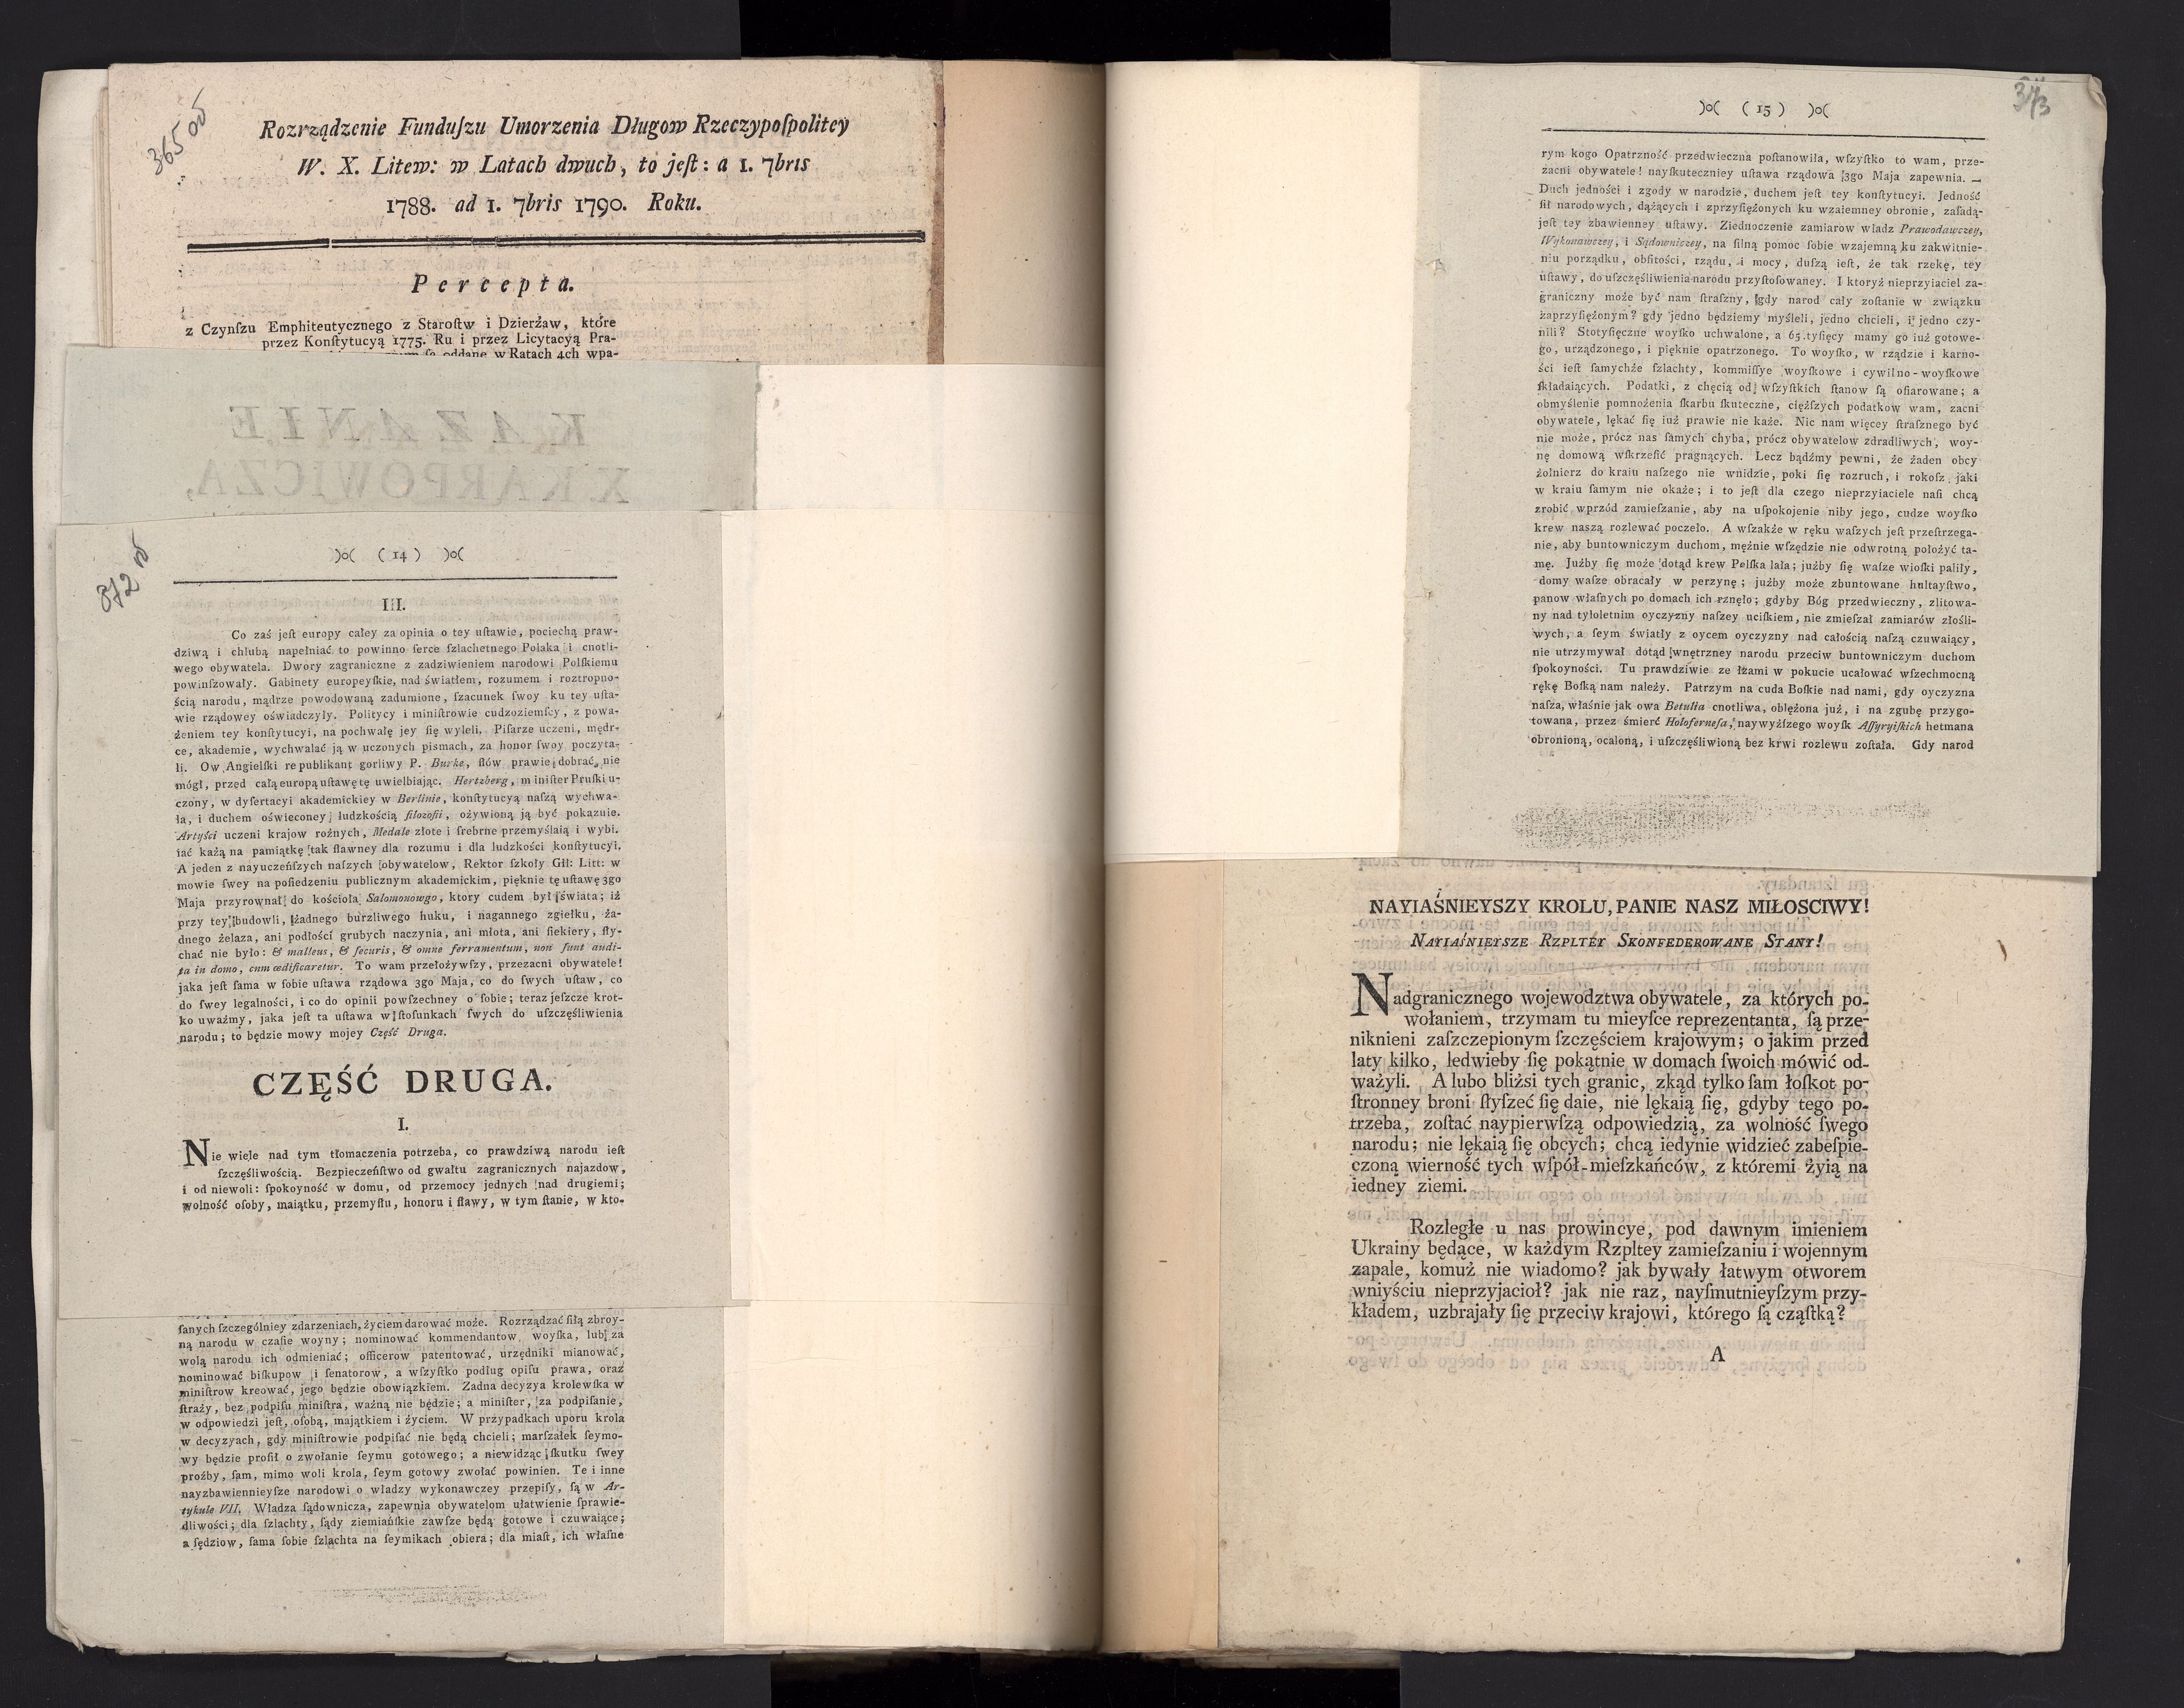 365 v
Rozrządzenie Funduſzu Umorzenia Długow Rzeczypoſpolitey
W. X. Litew: w Latach dwuch, to jeſt: a 1. 7bris
1788. ad 1. 7bris 1790. Roku.
Percepta.
z Czynſzu Emphiteutycznego z Staroſtw i Dzierżaw, które
przez Konſtytucyą 1775. Ru i przez Licytacyą Pra-
ſą oddane w Ratach 4ch wpa-
KAZANIE
X. KARPOWICZA,
372 v
)o( (14) )o(
III.
Co zaś jeſt europy całey za opinia o tey uſtawie, pociechą praw-
dziwą i chlubą napełniać to powinno ſerce ſzlachetnego Polaka i cnotli-
wego obywatela. Dwory zagraniczne z zadziwieniem narodowi Polſkiemu
powinſzowały. Gabinety europeyſkie, nad światłem, rozumem i roztropno-
ścią narodu, mądrze powodowaną zadumione, ſzacunek ſwoy ku tey uſta-
wie rządowey oświadczyły. Politycy i miniſtrowie cudzoziemſcy, z powa-
żeniem tey konſtytucyi, na pochwałę jey ſię wyleli. Piſarze uczeni, mędr-
ce, akademie, wychwalać ją w uczonych pismach, za honor ſwoy poczyta-
li. Ow Angielſki republikant gorliwy P. Burke, ſłów prawie dobrać nie
mógł, przed całą europą uſtawę tę uwielbiając. Hertzberg, miniſter Pruſki u-
czony, w dyſertacyi akademickiey w Berlinie, konſtytucyą naſzą wychwa-
la, i duchem oświeconey ludzkością filozofii, ożywioną ją być pokazuie.
Artyści uczeni krajow rożnych, Medale złote i ſrebrne przemyślaią i wybi.
iać każą na pamiątkę tak ſławney dla rozumu i dla ludzkości konſtytucyi.
A jeden z nayuczeńſzych naſzych obywatelow, Rektor ſzkoły Głł: Litt: w
mowie ſwey na poſiedzeniu publicznym akademickim, pięknie tę uſtawę 3go
Maja przyrownał do kościoła Salomonowgo, ktory cudem był świata; iż
przy tey budowli, żadnego burzliwego huku, i nagannego zgiełku, ża-
dnego żelaza, ani podłości grubych naczynia, ani młota, ani ſiekiery, ſły-
chać nie było: & malleus, & ſecuris, & omne ferramentum, non ſunt audi-
ta in domo, cnm œdificaretur. To wam przełożywſzy, przezacni obywatele!
jaka jeſt ſama w ſobie uſtawa rządowa 3go Maja, co do ſwych uſtaw, co
do ſwey legalności, i co do opinii powſzechney o ſobie; teraz jeſzcze krot-
ko uważmy, jaka jeſt ta uſtawa w ſtoſunkach ſwych do uſzczęśliwienia
narodu; to będzie mowy mojey Część Druga.
CZĘŚĆ DRUGA.
I.
Nie wiele nad tym tłomaczenia potrzeba, co prawdziwą narodu ieſt
ſzczęśliwością. Bezpieczeńſtwo od gwałtu zagranicznych najazdow,
i od niewoli: ſpokoyność w domu, od przemocy jednych nad drugiemi;
wolność oſoby, maiątku, przemyſłu, honoru i ſławy, w tym ſtanie, w kto-
ſanych ſzczególniey zdarzeniach, życiem darować może. Rozrządzać ſiłą zbroy-
ną narodu w czaſie woyny; nominować kommendantow woyſka, lub za
wolą narodu ich odmieniać; officerow patentować, urzędniki mianować,
nominować biſkupow i ſenatorow, a wſzyſtko podług opiſu prawa, oraz
miniſtrow kreować, jego będzie obowiązkiem. Zadna decyzya krolewſka w
ſtraży, bez podpiſu miniſtra, ważną nie będzie; a miniſter, za podpiſanie,
w odpowiedzi jeſt, oſobą, majątkiem i życiem. W przypadkach uporu krola
w decyzyach, gdy miniſtrowie podpiſać nie będą chcieli; marſzałek ſeymo-
wy będzie proſił o zwołanie ſeymu gotowego; a niewidząc ſkutku ſwey
proźby, ſam, mimo woli krola, ſeym gotowy zwołać powinien. Te i inne
nayzbawiennieyſze narodowi o władzy wykonawczey przepiſy, ſą w Ar-
tykule VII. Władza ſądownicza, zapewnia obywatelom ułatwienie ſprawie-
dliwości; dla ſzlachty, ſądy ziemiańſkie zawſze będą gotowe i czuwaiące;
a ſędziow, ſama ſobie ſzlachta na ſeymikach obiera; dla miaſt, ich właſne
373
)o( (15) )o(
rym kogo Opatrzność przedwieczna poſtanowiła, wſzyſtko to wam, prze-
zacni obywatele! nayſkuteczniey uſtawa rządowa 3go Maja zapewnia. —
Duch jedności i zgody w narodzie, duchem jeſt tey konſtytucyi. Jedność
ſił narodowych, dążących i zprzyſiężonych ku wzaiemney obronie, zaſadą
jeſt tey zbawienney uſtawy. Ziednoczenie zamiarow władz Prawodawczey,
Wykonawczey, i Sądowniczey, na ſilną pomoc ſobie wzajemną ku zakwitnie-
niu porządku, obfitości, rządu, i mocy, duſzą ieſt, że tak rzekę, tey
uſtawy, do uſzczęśliwienia narodu przyſtoſowaney. I ktoryż nieprzyiaciel za-
graniczny może być nam ſtraſzny, gdy narod cały zoſtanie w związku
zaprzyſiężonym? gdy jedno będziemy myśleli, jedno chcieli, i jedno czy-
nili? Stotyſięczne woyſko uchwalone, a 65 tyſięcy mamy go iuż gotowe-
go, urządzonego, i pięknie opatrzonego. To woyſko, w rządzie i karno-
ści ieſt ſamychże ſzlachty, kommiſſye woyſkowe i cywilno-woyſkowe
ſkładaiących. Podatki, z chęcią od wſzyſtkich ſtanow ſą ofiarowane; a
obmyślenie pomnożenia ſkarbu ſkuteczne, cięższych podatkow wam, zacni
obywatele, lękać ſię iuż prawie nie każe. Nic nam więcey ſtraſznego być
nie może, prócz nas ſamych chyba, prócz obywatelow zdradliwych, woy-
nę domową wſkrzeſić pragnących. Lecz bądźmy pewni, że żaden obcy
żołnierz do kraiu naſzego nie wnidzie, poki ſię rozruch, i rokoſz jaki
w kraiu ſamym nie okaże; i to jeſt dla czego nieprzyiaciele naſi chcą
zrobić wprzód zamieſzanie, aby na uſpokojenie niby jego, cudze woyſko
krew naszą rozlewać poczeło. A wſzakże w ręku waſzych jeſt przeſtrzega-
nie, aby buntowniczym duchom, mężnie wſzędzie nie odwrotną położyć ta-
mę. Jużby ſię może dotąd krew Polſka lała; jużby ſię waſze wioſki paliły,
domy waſze obracały w perzynę; jużby może zbuntowane hultayſtwo,
panow właſnych po domach ich rznęło; gdyby Bóg przedwieczny, zlitowa-
ny nad tyloletnim oyczyzny naſzey uciſkiem, nie zmieſzał zamiarów złośli-
wych, a ſeym światły z oycem oyczyzny nad całością naſzą czuwaiący,
nie utrzymywał dotąd wnętrzney narodu przeciw buntowniczym duchom
ſpokoyności. Tu prawdziwie ze łzami w pokucie ucałować wſzechmocną
rękę Boſką nam należy. Patrzym na cuda Boſkie nad nami, gdy oyczyzna
naſza, właśnie jak owa Betulia cnotliwa, oblężona już, i na zgubę przygo-
towana, przez śmierć Holoferneſa, naywyżſzego woyſk Aſſyryiſkich hetmana
obronioną, ocaloną, i uſzczęśliwioną bez krwi rozlewu zoſtała. Gdy narod
gu ſztandary.
NAYIAŚNIEYSZY KROLU, PANIE NASZ MIŁOSCIWY!
Nayiaśnieysze Rzpltey Skonfederowane Stany!
Nadgranicznego wojewodztwa obywatele, za których po-
wołaniem, trzymam tu mieyſce reprezentanta, ſą prze-
niknieni zaſzczepionym ſzczęściem krajowym; o jakim przed
laty kilko, ledwieby ſię pokątnie w domach ſwoich mówić od-
ważyli. A lubo bliżsi tych granic, zkąd tylko ſam łoſkot po-
ſtronney broni ſłyſzeć ſię daie, nie lękaią ſię, gdyby tego po-
trzeba, zoſtać naypierwſzą odpowiedzią, za wolność ſwego
narodu; nie lękaią ſię obcych; chcą iedynie widzieć zabeſpie-
czoną wierność tych wſpół-mieſzkańców, z któremi żyią na
iedney ziemi.
Rozległe u nas prowincye, pod dawnym imieniem
Ukrainy będące, w każdym Rzpltey zamieſzaniu i wojennym
zapale, komuż nie wiadomo? jak bywały łatwym otworem
wniyściu nieprzyjacioł? jak nie raz, nayſmutnieyſzym przy-
kładem, uzbrajały ſię przeciw krajowi, którego ſą cząſtką?
A